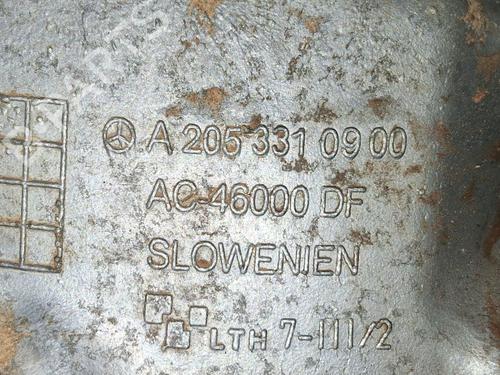 A 205 331 09 00
AC-46000 DF
SLOWENIEN
LTH 7-III/2